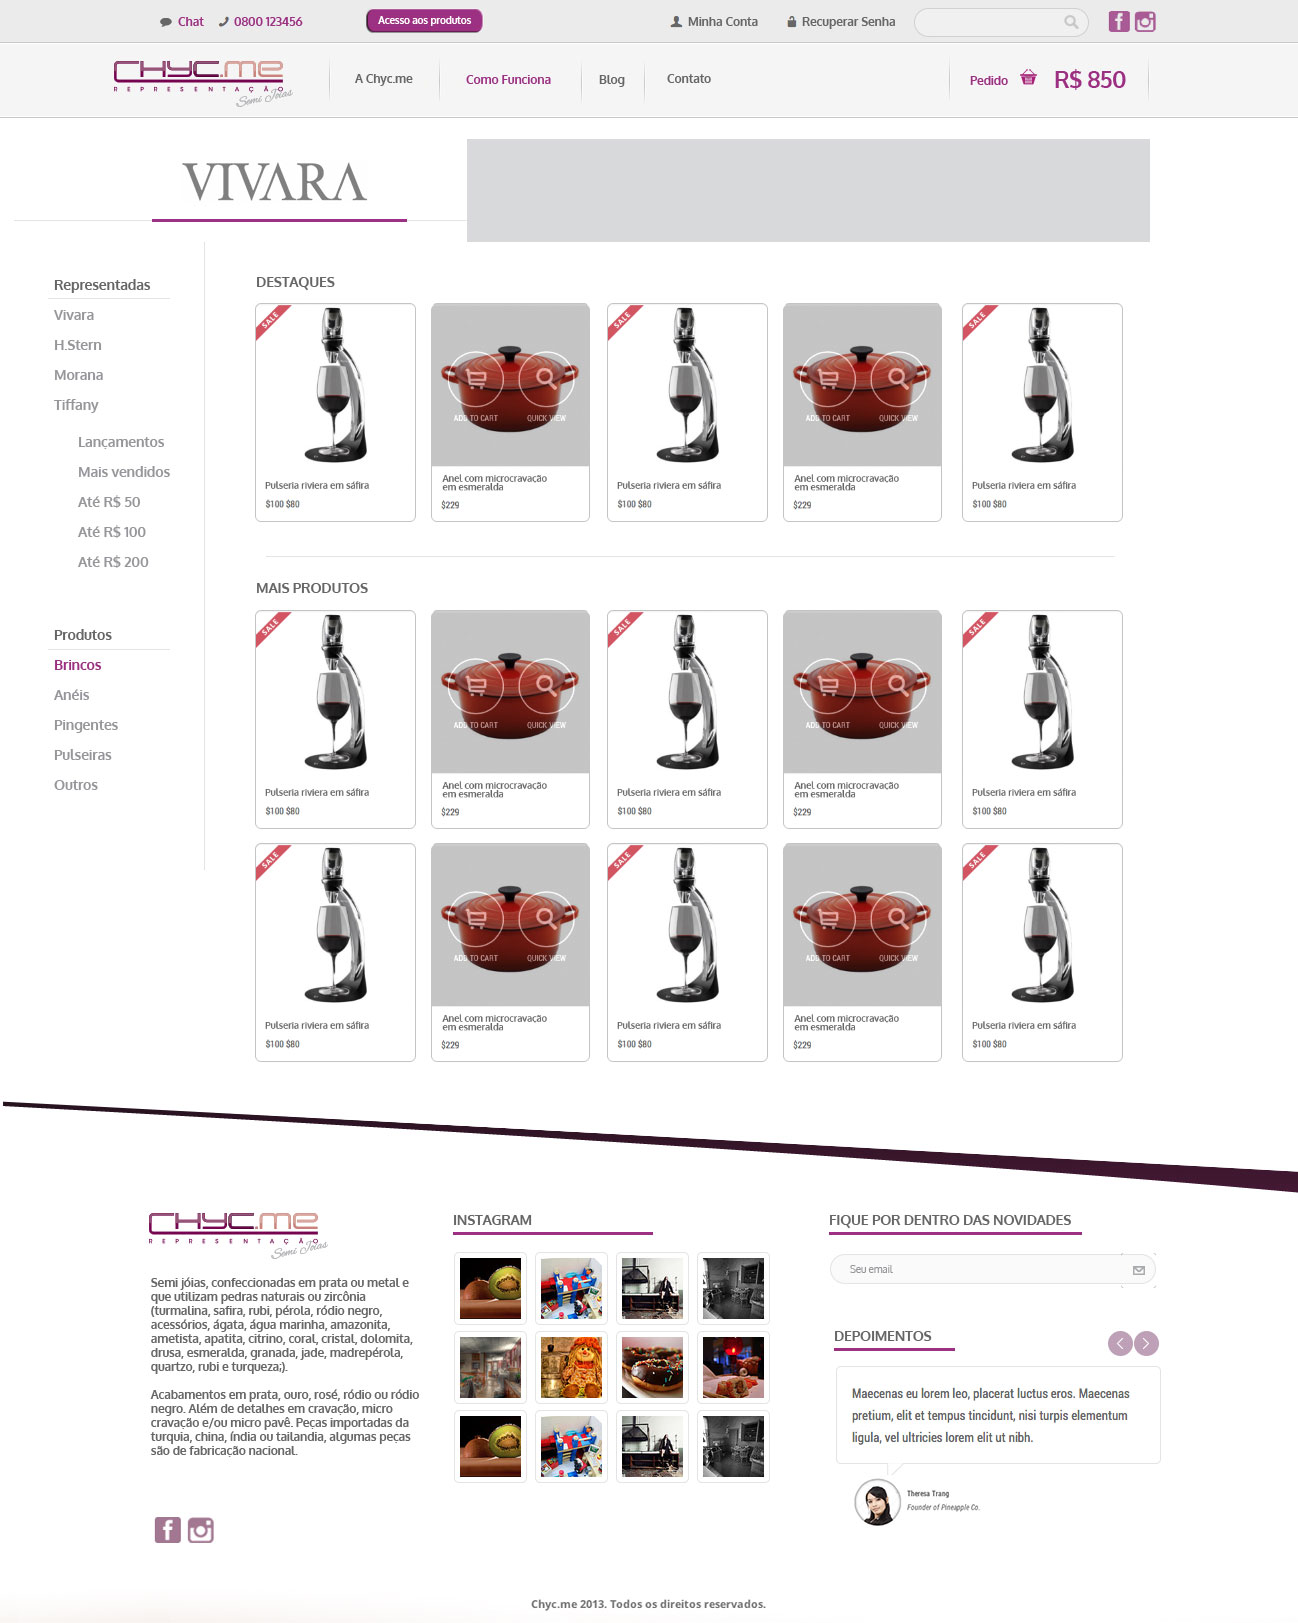 Chat
0800 123456
Acesso aos produtos
Minha Conta
Recuperar Senha
CHYC.ME
REPRESENTAÇÃO
Semi Joias
A Chyc.me
Como Funciona
Blog
Contato
Pedido
R$ 850
VIVARA
Representadas
Vivara
H.Stern
Morana
Tiffany
Lançamentos
Mais vendidos
Até R$ 50
Até R$ 100
Até R$ 200
Produtos
Brincos
Anéis
Pingentes
Pulseiras
Outros
DESTAQUES
SALE
Pulseria riviera em sáfira
$100 $80
ADD TO CART
QUICK VIEW
Anel com microcravação
em esmeralda
$229
SALE
Pulseria riviera em sáfira
$100 $80
ADD TO CART
QUICK VIEW
Anel com microcravação
em esmeralda
$229
SALE
Pulseria riviera em sáfira
$100 $80
MAIS PRODUTOS
SALE
Pulseria riviera em sáfira
$100 $80
ADD TO CART
QUICK VIEW
Anel com microcravação
em esmeralda
$229
SALE
Pulseria riviera em sáfira
$100 $80
ADD TO CART
QUICK VIEW
Anel com microcravação
em esmeralda
$229
SALE
Pulseria riviera em sáfira
$100 $80
SALE
Pulseria riviera em sáfira
$100 $80
ADD TO CART
QUICK VIEW
Anel com microcravação
em esmeralda
$229
SALE
Pulseria riviera em sáfira
$100 $80
ADD TO CART
QUICK VIEW
Anel com microcravação
em esmeralda
$229
SALE
Pulseria riviera em sáfira
$100 $80
CHYC.ME
REPRESENTAÇÃO
Semi Joias
Semi jóias, confeccionadas em prata ou metal e
que utilizam pedras naturais ou zircônia
(turmalina, safira, rubi, pérola, ródio negro,
acessórios, ágata, água marinha, amazonita,
ametista, apatita, citrino, coral, cristal, dolomita,
drusa, esmeralda, granada, jade, madrepérola,
quartzo, rubi e turqueza;).
Acabamentos em prata, ouro, rosé, ródio ou ródio
negro. Além de detalhes em cravação, micro
cravação e/ou micro pavê. Peças importadas da
turquia, china, índia ou tailandia, algumas peças
são de fabricação nacional.
INSTAGRAM
FIQUE POR DENTRO DAS NOVIDADES
Seu email
DEPOIMENTOS
Maecenas eu lorem leo, placerat luctus eros. Maecenas
pretium, elit et tempus tincidunt, nisi turpis elementum
ligula, vel ultricies lorem elit ut nibh.
Theresa Trang
Founder of Pineapple Co.
Chyc.me 2013. Todos os direitos reservados.